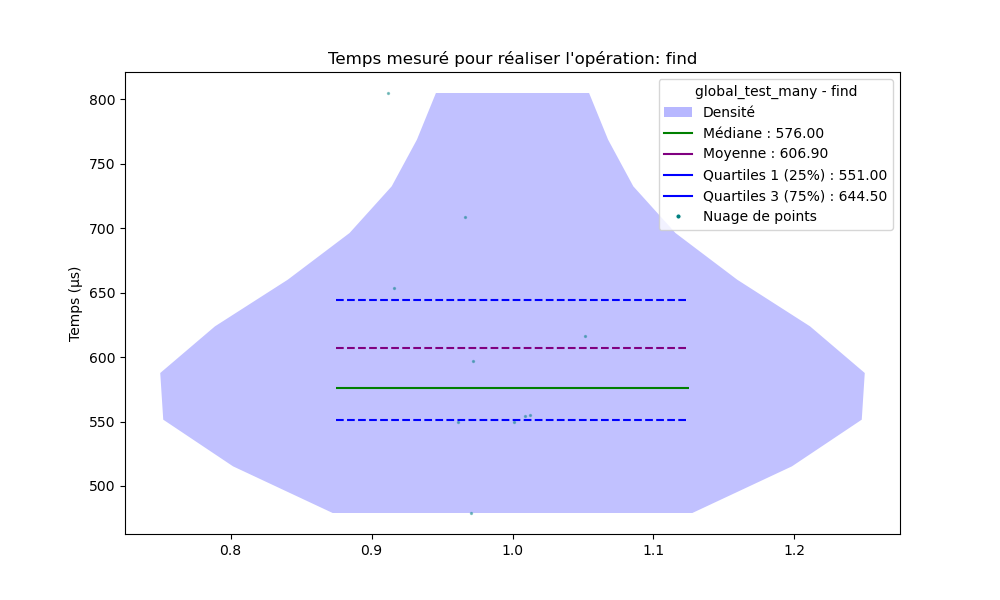 Temps mesuré pour réaliser l'opération: find
global_test_many - find
Densité
Médiane : 576.00
Moyenne : 606.90
Quartiles 1 (25%) : 551.00
Quartiles 3 (75%) : 644.50
Nuage de points
Temps (µs)
800
750
700
650
600
550
500
0.8
0.9
1.0
1.1
1.2